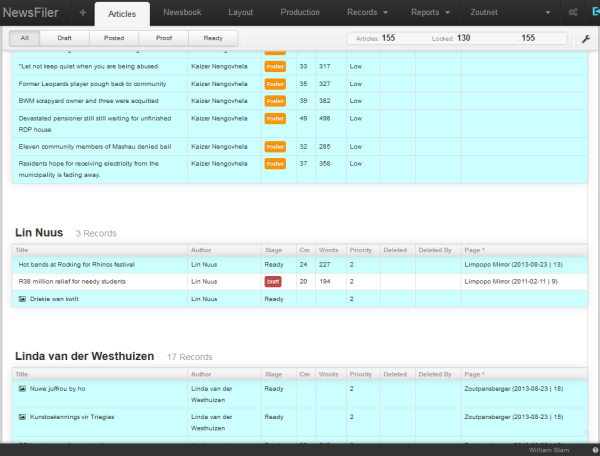 NewsFiler + Articles Newsbook Layout Production Records Reports Zoutnet
All Draft Posted Proof Ready Articles: 155 Locked: 130 155
"Let not keep quiet when you are being abused. Kaizer Nengovhela Posted 33 317 Low
Former Leopards player pough back to community Kaizer Nengovhela Posted 35 327 Low
BWM scrapyard owner and three were acquitted Kaizer Nengovhela Posted 39 382 Low
Devastated pensioner still still waiting for unfinished Kaizer Nengovhela Posted 49 498 Low
RDP house
Eleven community members of Mashau denied bail Kaizer Nengovhela Posted 32 285 Low
Residents hope for receiving electricity from the Kaizer Nengovhela Posted 37 358 Low
municipality is fading away.
Lin Nuus 3 Records
Title Author Stage Cm Words Priority Deleted Deleted By Page *
Hot bands at Rocking for Rhinos festival Lin Nuus Ready 24 227 2 Limpopo Mirror (2013-08-23 | 13)
R38 million relief for needy students Lin Nuus Draft 20 194 2 Limpopo Mirror (2011-02-11 | 9)
Driekie wen kwilt Lin Nuus Ready 2
Linda van der Westhuizen 17 Records
Title Author Stage Cm Words Priority Deleted Deleted By Page *
Nuwe juffrou by ho Linda van der Ready 2 Zoutpansberger (2013-08-23 | 18)
Westhuizen
Kunstoekennings vir Triegies Linda van der Ready 2 Zoutpansberger (2013-08-23 | 15)
Westhuizen
William Stam